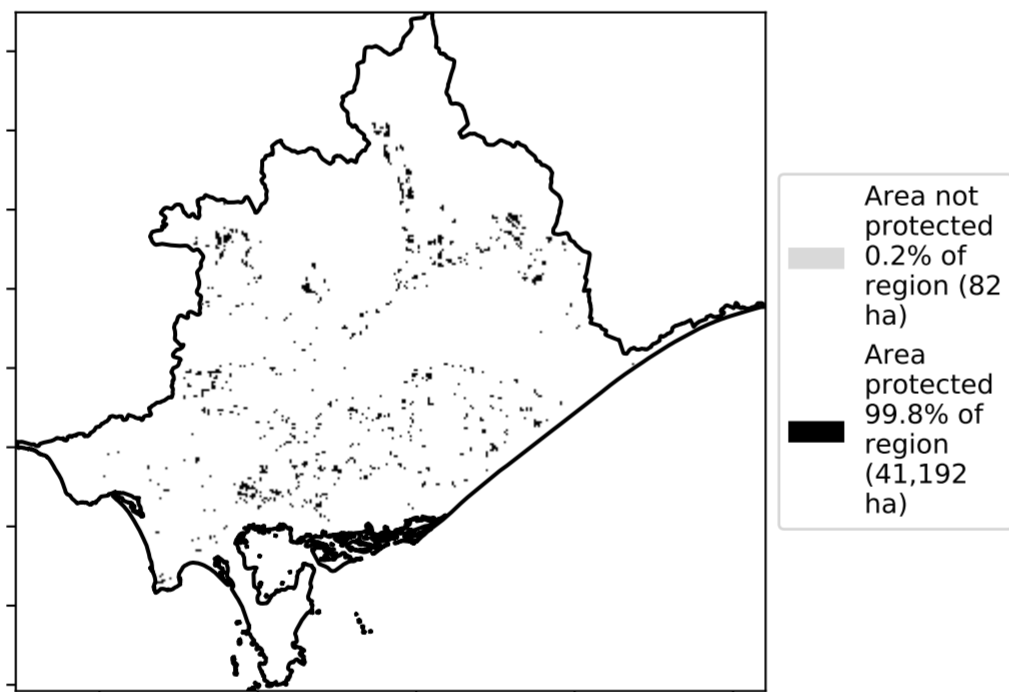 Area not
protected
0.2% of
region (82
ha)
Area
protected
99.8% of
region
(41,192
ha)